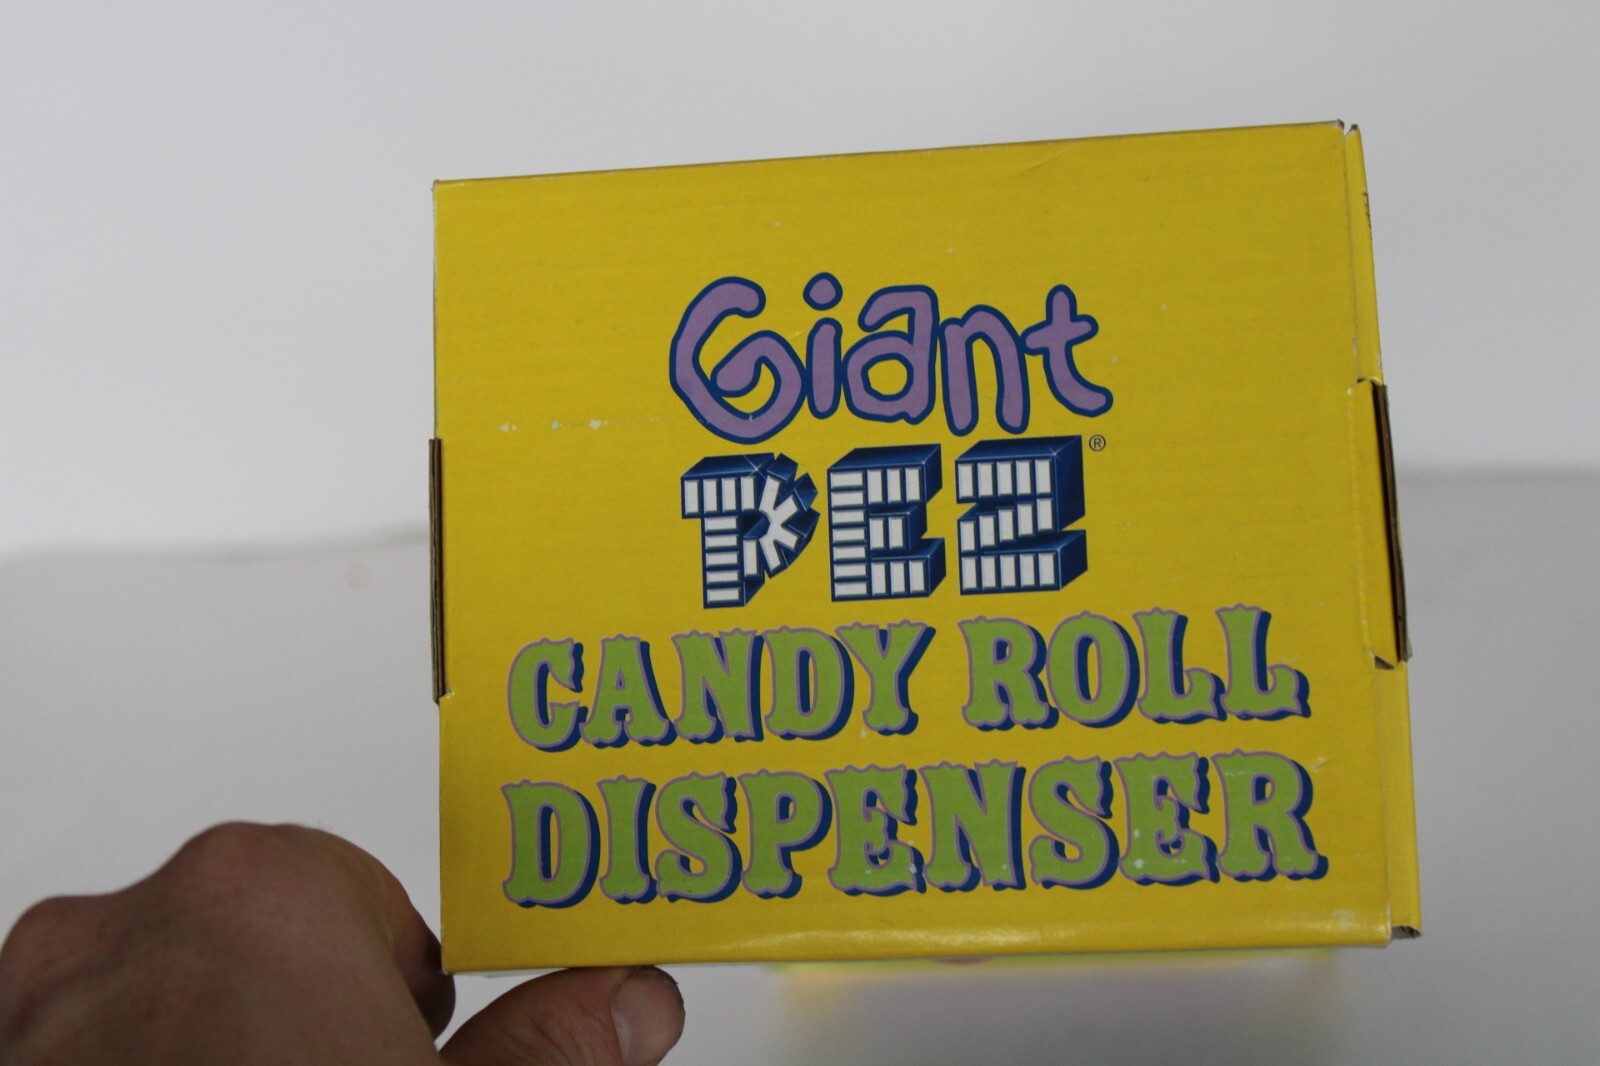 Giant
PEZ®
CANDY ROLL
DISPENSER